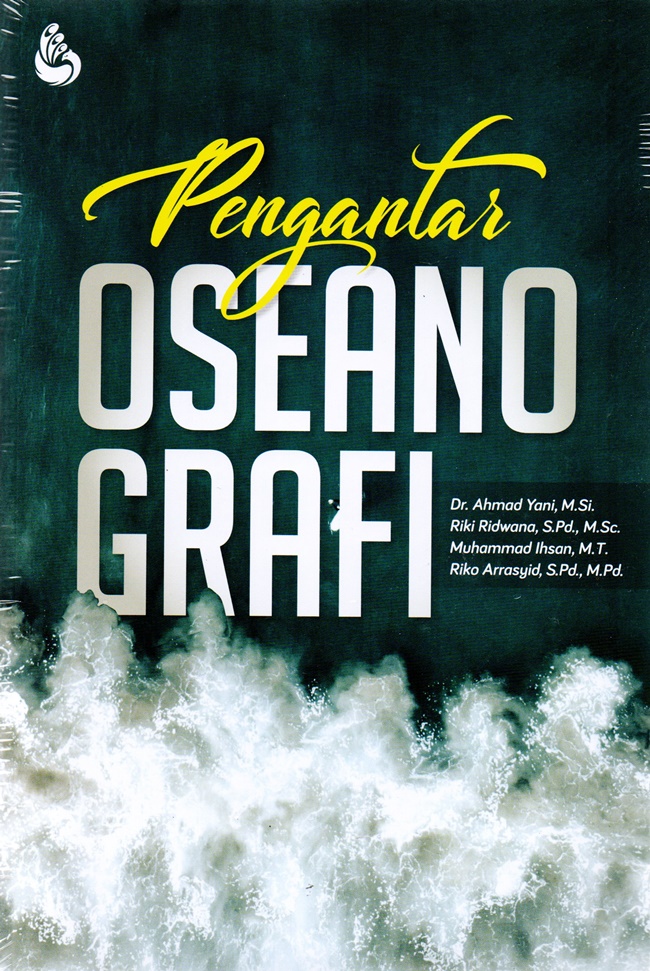 Pengantar
OSEANO
GRAFI
Dr. Ahmad Yani, M.Si.
Riki Ridwana, S.Pd., M.Sc.
Muhammad Ihsan, M.T.
Riko Arrasyid, S.Pd., M.Pd.